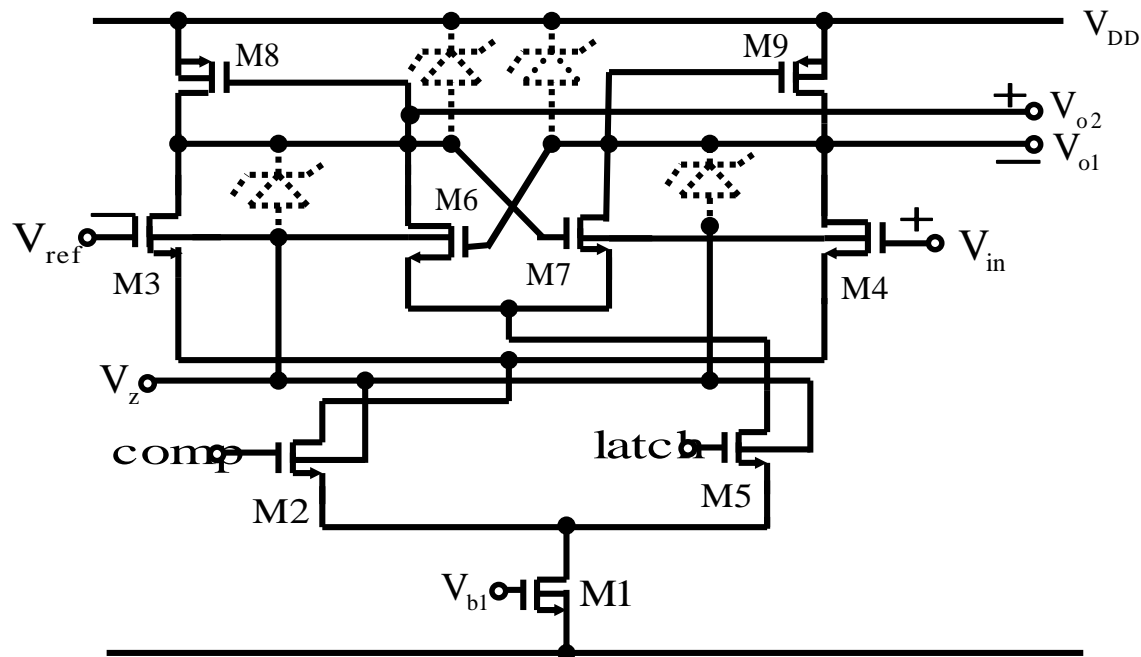 M8
M9
V_DD
+
V_o2
V_o1
—
M6
—
V_ref
M3
M7
+
V_in
M4
V_z
comp
latch
M2
M5
V_b1
M1